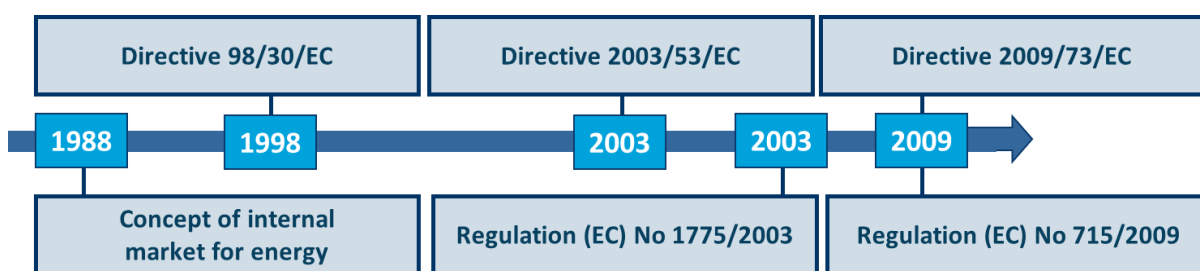 Directive 98/30/EC
Directive 2003/53/EC
Directive 2009/73/EC
1988
1998
2003
2003
2009
Concept of internal
market for energy
Regulation (EC) No 1775/2003
Regulation (EC) No 715/2009